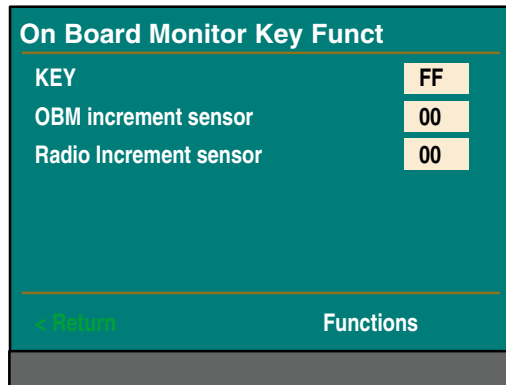 On Board Monitor Key Funct
KEY FF
OBM increment sensor 00
Radio Increment sensor 00
< Return Functions